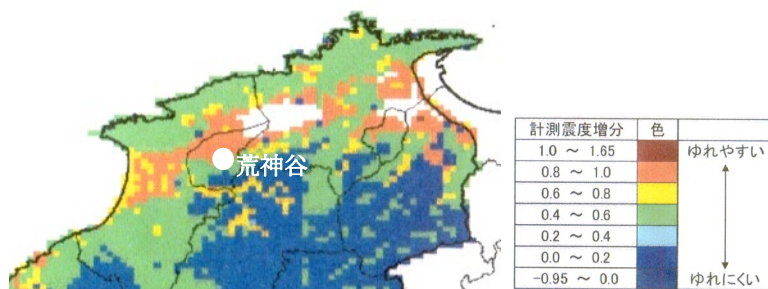 荒神谷
計測震度増分 色
1.0 ～ 1.65 ゆれやすい
0.8 ～ 1.0
0.6 ～ 0.8
0.4 ～ 0.6
0.2 ～ 0.4
0.0 ～ 0.2
-0.95 ～ 0.0 ゆれにくい